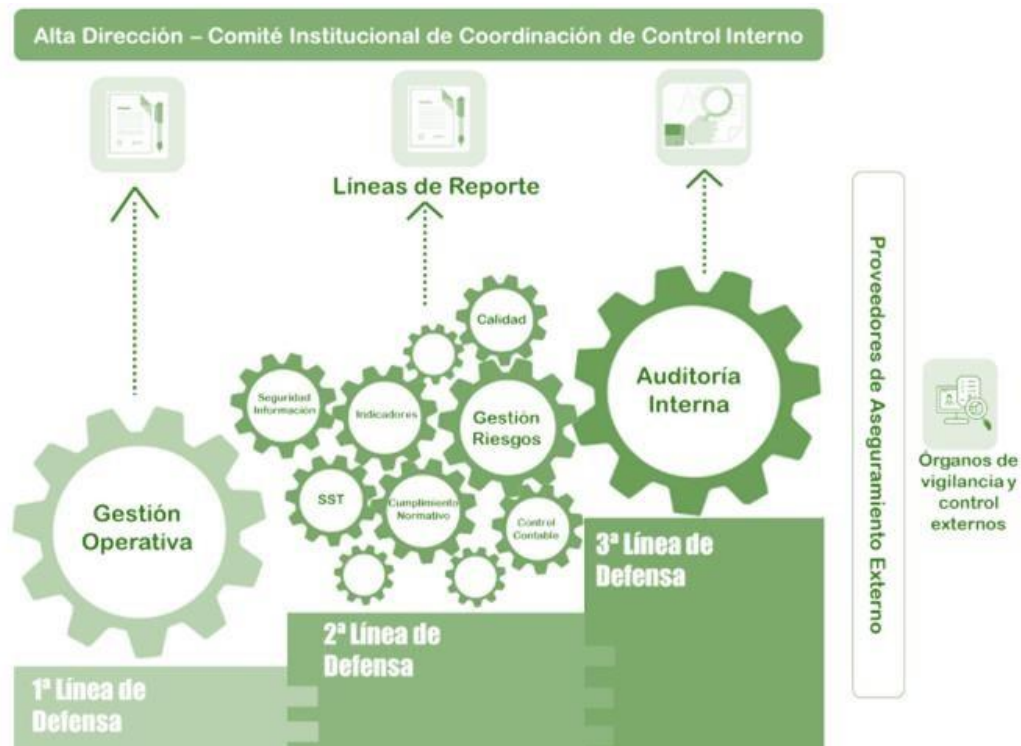 Alta Dirección – Comité Institucional de Coordinación de Control Interno
Líneas de Reporte
Calidad
Seguridad
Información
Indicadores
Gestión
Riesgos
Auditoría
Interna
SST
Cumplimiento
Normativo
Control
Contable
Gestión
Operativa
1ª Línea de
Defensa
2ª Línea de
Defensa
3ª Línea de
Defensa
Proveedores de Aseguramiento Externo
Órganos de
vigilancia y
control
externos